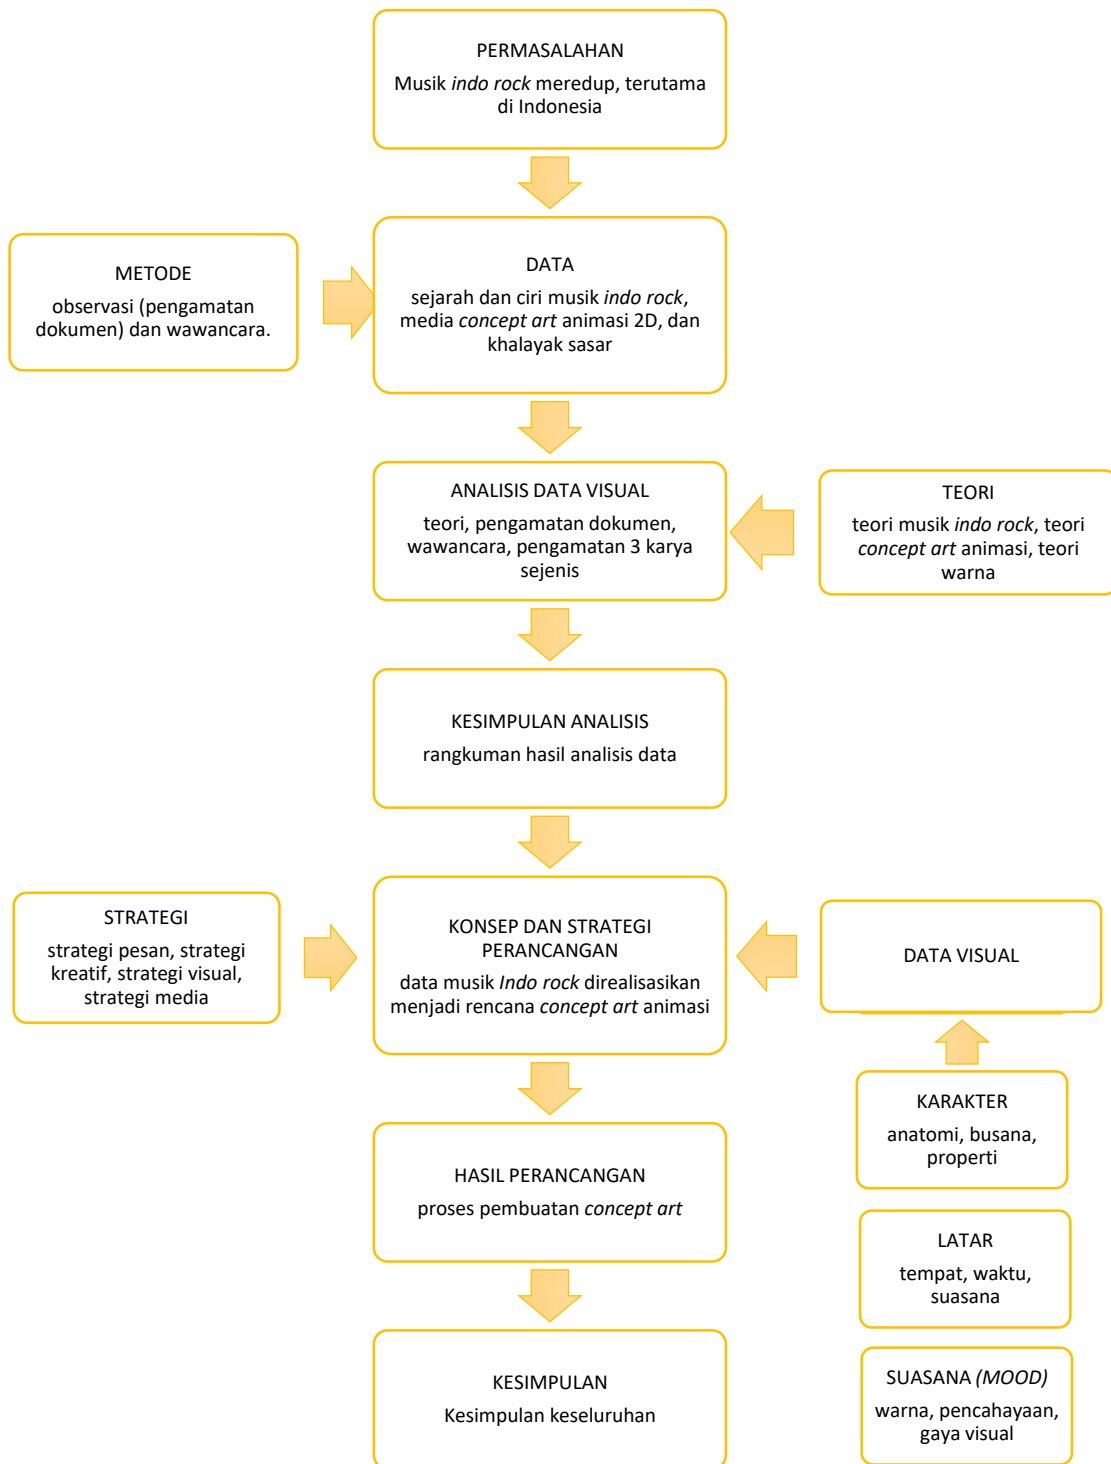 PERMASALAHAN
Musik indo rock meredup, terutama
di Indonesia
METODE
observasi (pengamatan
dokumen) dan wawancara.
DATA
sejarah dan ciri musik indo rock,
media concept art animasi 2D, dan
khalayak sasar
ANALISIS DATA VISUAL
teori, pengamatan dokumen,
wawancara, pengamatan 3 karya
sejenis
TEORI
teori musik indo rock, teori
concept art animasi, teori
warna
KESIMPULAN ANALISIS
rangkuman hasil analisis data
STRATEGI
strategi pesan, strategi
kreatif, strategi visual,
strategi media
KONSEP DAN STRATEGI
PERANCANGAN
data musik Indo rock direalisasikan
menjadi rencana concept art animasi
DATA VISUAL
KARAKTER
anatomi, busana,
properti
HASIL PERANCANGAN
proses pembuatan concept art
LATAR
tempat, waktu,
suasana
KESIMPULAN
Kesimpulan keseluruhan
SUASANA (MOOD)
warna, pencahayaan,
gaya visual